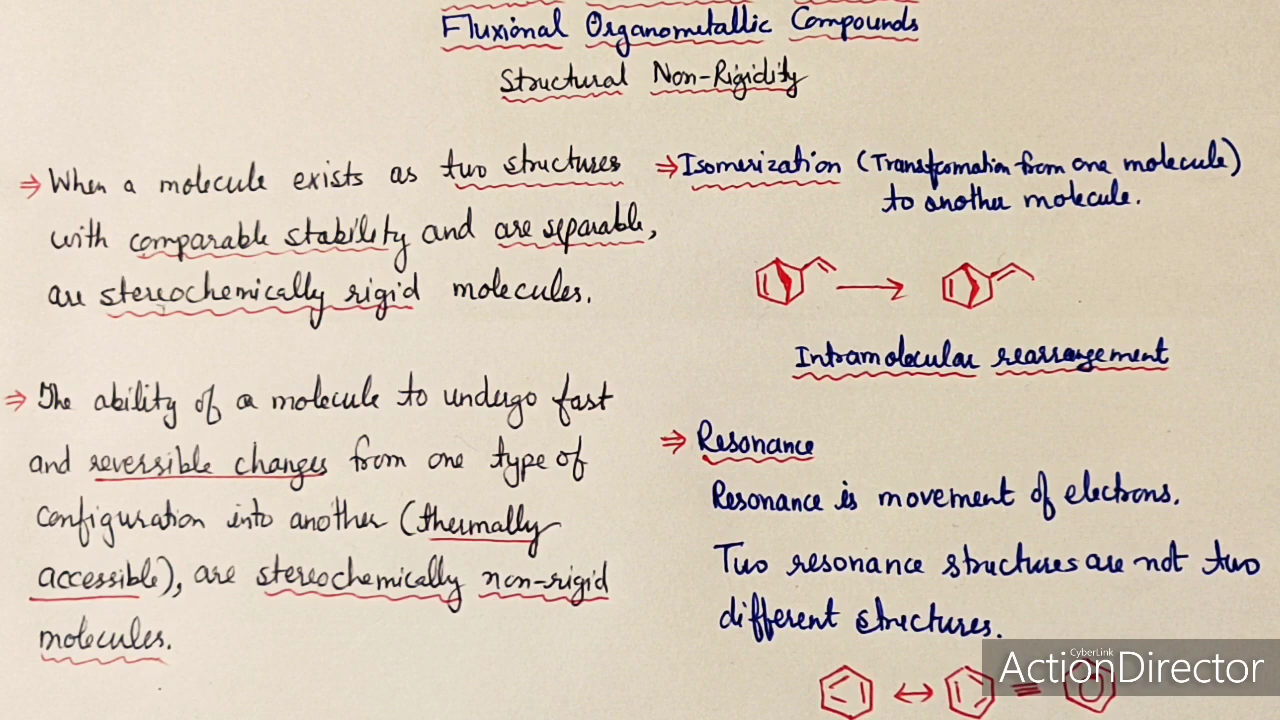 Fluxional Organometallic Compounds
Structural Non-Rigidity
⇒ When a molecule exists as two structures
with comparable stability and are separable,
are stereochemically rigid molecules.
⇒ The ability of a molecule to undergo fast
and reversible changes from one type of
configuration into another (thermally
accessible), are stereochemically non-rigid
molecules.
⇒ Isomerization (Transformation from one molecule)
to another molecule.
Intramolecular rearrangement
⇒ Resonance
Resonance is movement of electrons.
Two resonance structures are not two
different structures.
CyberLink
ActionDirector